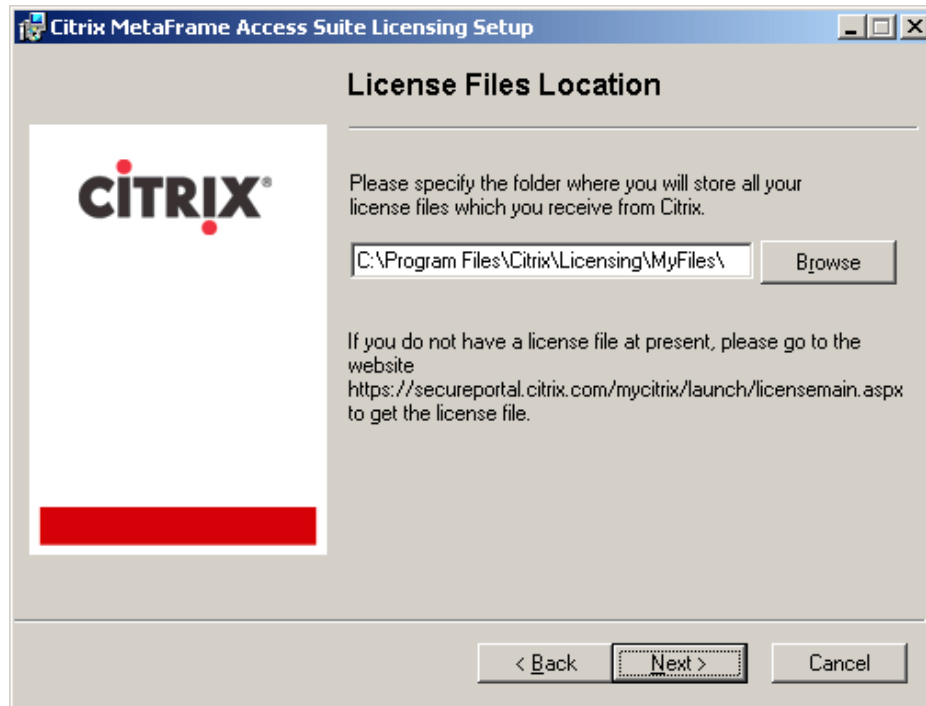 Citrix MetaFrame Access Suite Licensing Setup
License Files Location
CİTRIX®
Please specify the folder where you will store all your
license files which you receive from Citrix.
C:\Program Files\Citrix\Licensing\MyFiles\
Browse
If you do not have a license file at present, please go to the
website
https://secureportal.citrix.com/mycitrix/launch/licensemain.aspx
to get the license file.
< Back
Next >
Cancel